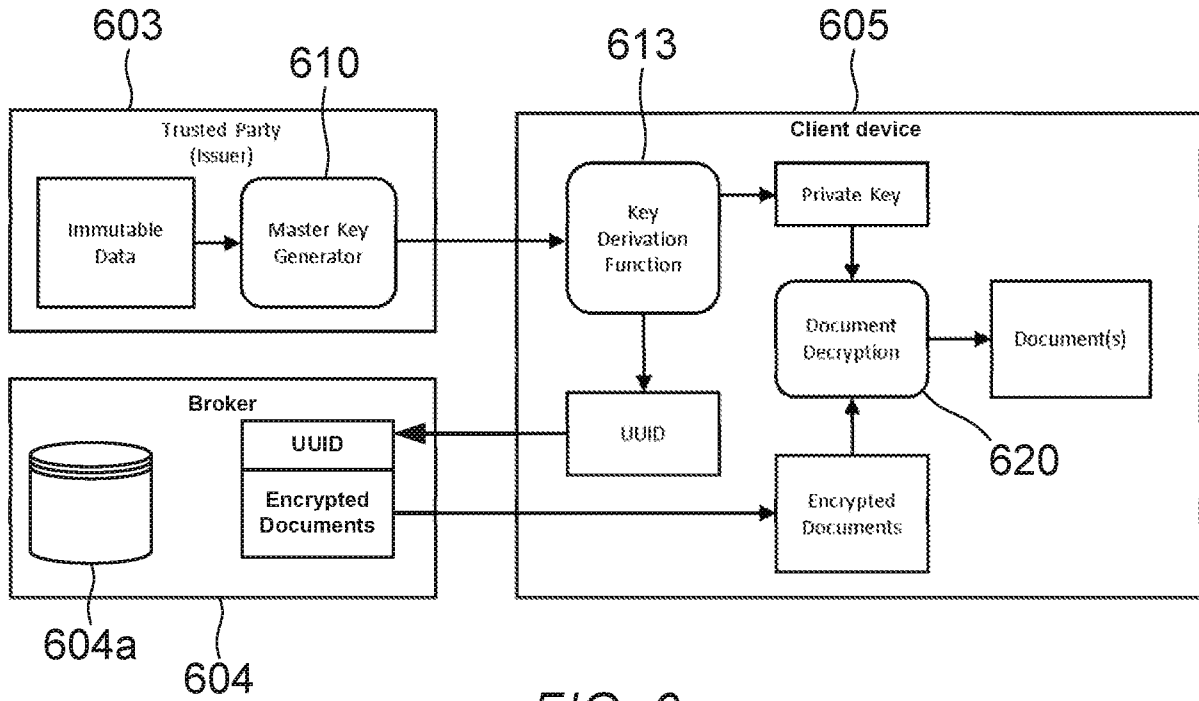 603
610
613
605
Trusted Party
(Issuer)
Immutable
Data
Master Key
Generator
Client device
Key
Derivation
Function
Private Key
Document
Decryption
Document(s)
Broker
UUID
Encrypted
Documents
UUID
Encrypted
Documents
620
604a
604